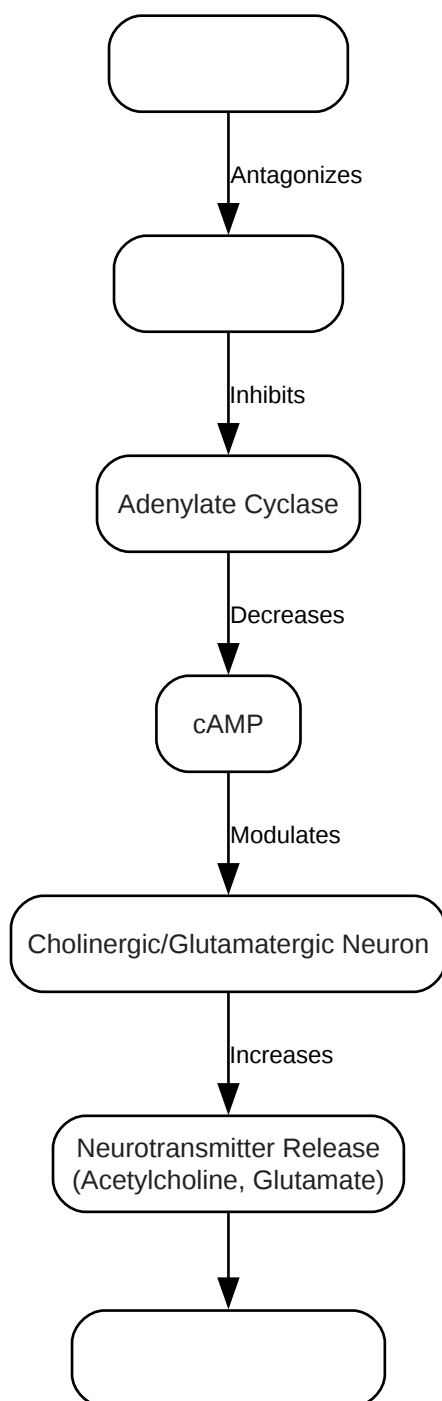 Antagonizes
Inhibits
Adenylate Cyclase
Decreases
cAMP
Modulates
Cholinergic/Glutamatergic Neuron
Increases
Neurotransmitter Release
(Acetylcholine, Glutamate)